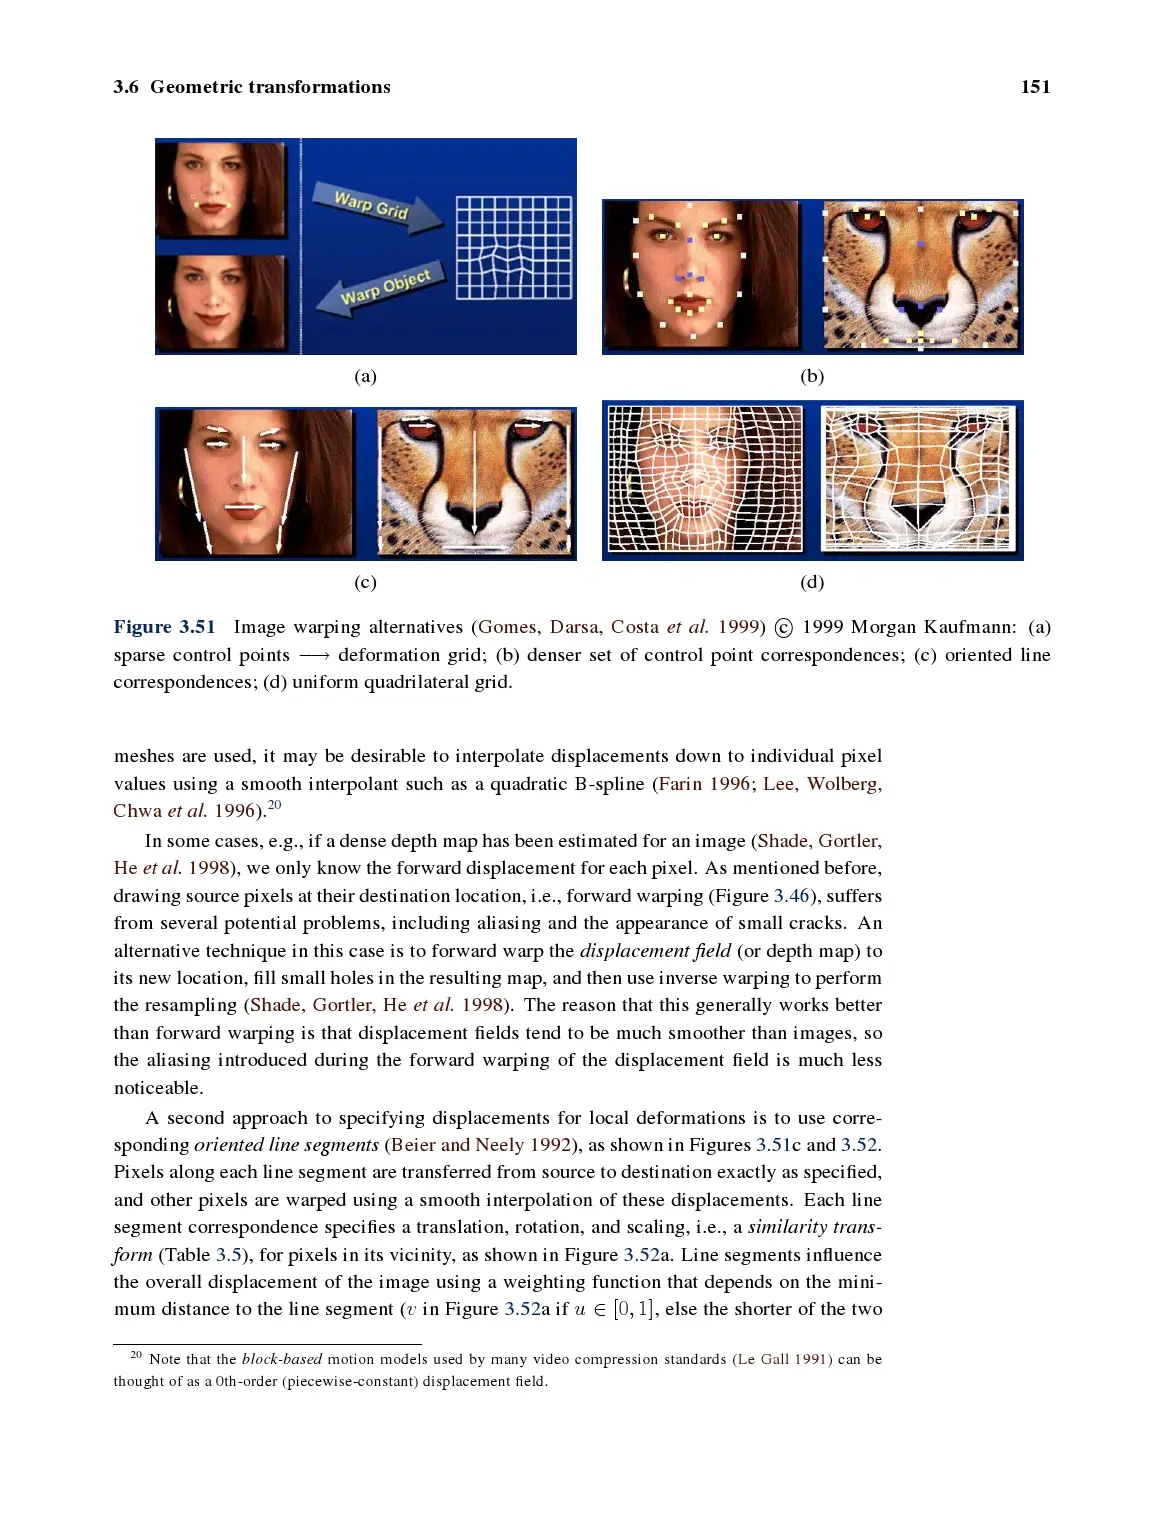 3.6 Geometric transformations 151
Warp Grid
Warp Object
(a)
(b)
(c)
(d)
Figure 3.51 Image warping alternatives (Gomes, Darsa, Costa et al. 1999) © 1999 Morgan Kaufmann: (a)
sparse control points ⟶ deformation grid; (b) denser set of control point correspondences; (c) oriented line
correspondences; (d) uniform quadrilateral grid.
meshes are used, it may be desirable to interpolate displacements down to individual pixel
values using a smooth interpolant such as a quadratic B-spline (Farin 1996; Lee, Wolberg,
Chwa et al. 1996).20
In some cases, e.g., if a dense depth map has been estimated for an image (Shade, Gortler,
He et al. 1998), we only know the forward displacement for each pixel. As mentioned before,
drawing source pixels at their destination location, i.e., forward warping (Figure 3.46), suffers
from several potential problems, including aliasing and the appearance of small cracks. An
alternative technique in this case is to forward warp the displacement field (or depth map) to
its new location, fill small holes in the resulting map, and then use inverse warping to perform
the resampling (Shade, Gortler, He et al. 1998). The reason that this generally works better
than forward warping is that displacement fields tend to be much smoother than images, so
the aliasing introduced during the forward warping of the displacement field is much less
noticeable.
A second approach to specifying displacements for local deformations is to use corre-
sponding oriented line segments (Beier and Neely 1992), as shown in Figures 3.51c and 3.52.
Pixels along each line segment are transferred from source to destination exactly as specified,
and other pixels are warped using a smooth interpolation of these displacements. Each line
segment correspondence specifies a translation, rotation, and scaling, i.e., a similarity trans-
form (Table 3.5), for pixels in its vicinity, as shown in Figure 3.52a. Line segments influence
the overall displacement of the image using a weighting function that depends on the mini-
mum distance to the line segment (v in Figure 3.52a if u ∈ [0, 1], else the shorter of the two
20 Note that the block-based motion models used by many video compression standards (Le Gall 1991) can be
thought of as a 0th-order (piecewise-constant) displacement field.